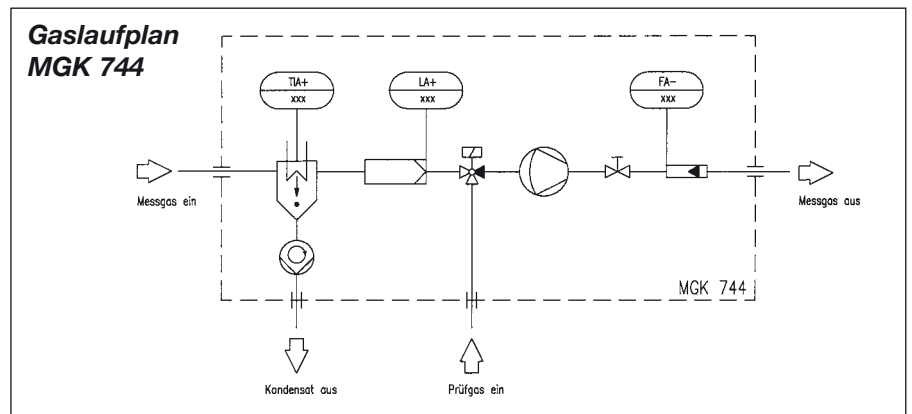 Gaslaufplan
MGK 744
TIA+
xxx
LA+
xxx
FA-
xxx
Messgas ein
Messgas aus
MGK 744
Kondensat aus
Prüfgas ein